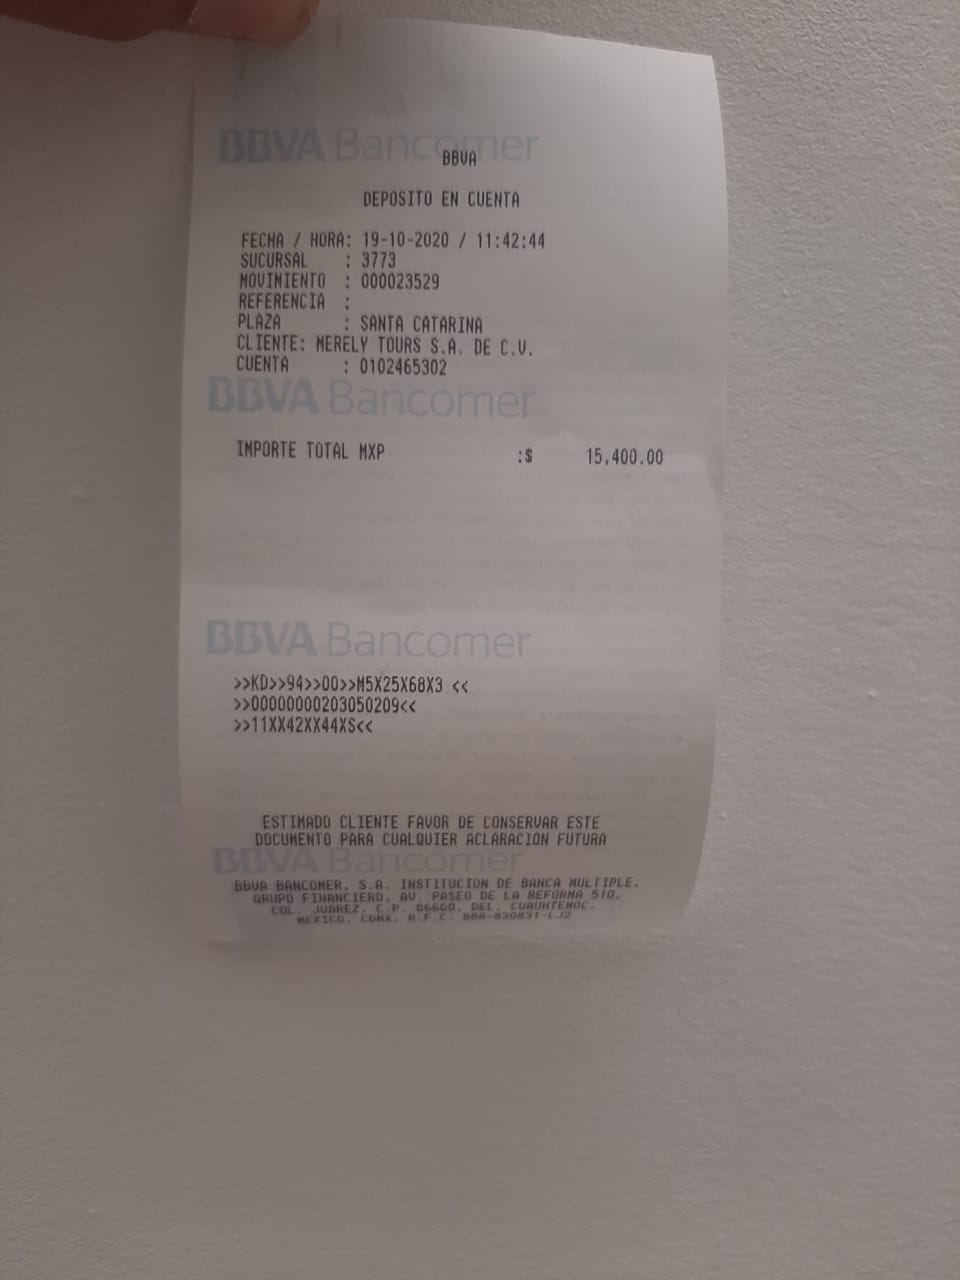 BBVA Bancomer
BBVA
DEPOSITO EN CUENTA
FECHA / HORA: 19-10-2020 / 11:42:44
SUCURSAL : 3773
MOVIMIENTO : 000023529
REFERENCIA :
PLAZA : SANTA CATARINA
CLIENTE: MERELY TOURS S.A. DE C.V.
CUENTA : 0102465302
BBVA Bancomer
IMPORTE TOTAL MXP :$ 15,400.00
BBVA Bancomer
>>KD>>94>>00>>M5X25X68X3 <<
>>00000000203050209<<
>>11XX42XX44XS<<
ESTIMADO CLIENTE FAVOR DE CONSERVAR ESTE
DOCUMENTO PARA CUALQUIER ACLARACION FUTURA
BBVA Bancomer
BBVA BANCOMER, S.A. INSTITUCION DE BANCA MULTIPLE,
GRUPO FINANCIERO. AV. PASEO DE LA REFORMA 510,
COL. JUAREZ. C.P. 06600. DEL. CUAUHTEMOC.
MEXICO. CDMX. R.F.C. BBA-830831-LJ2